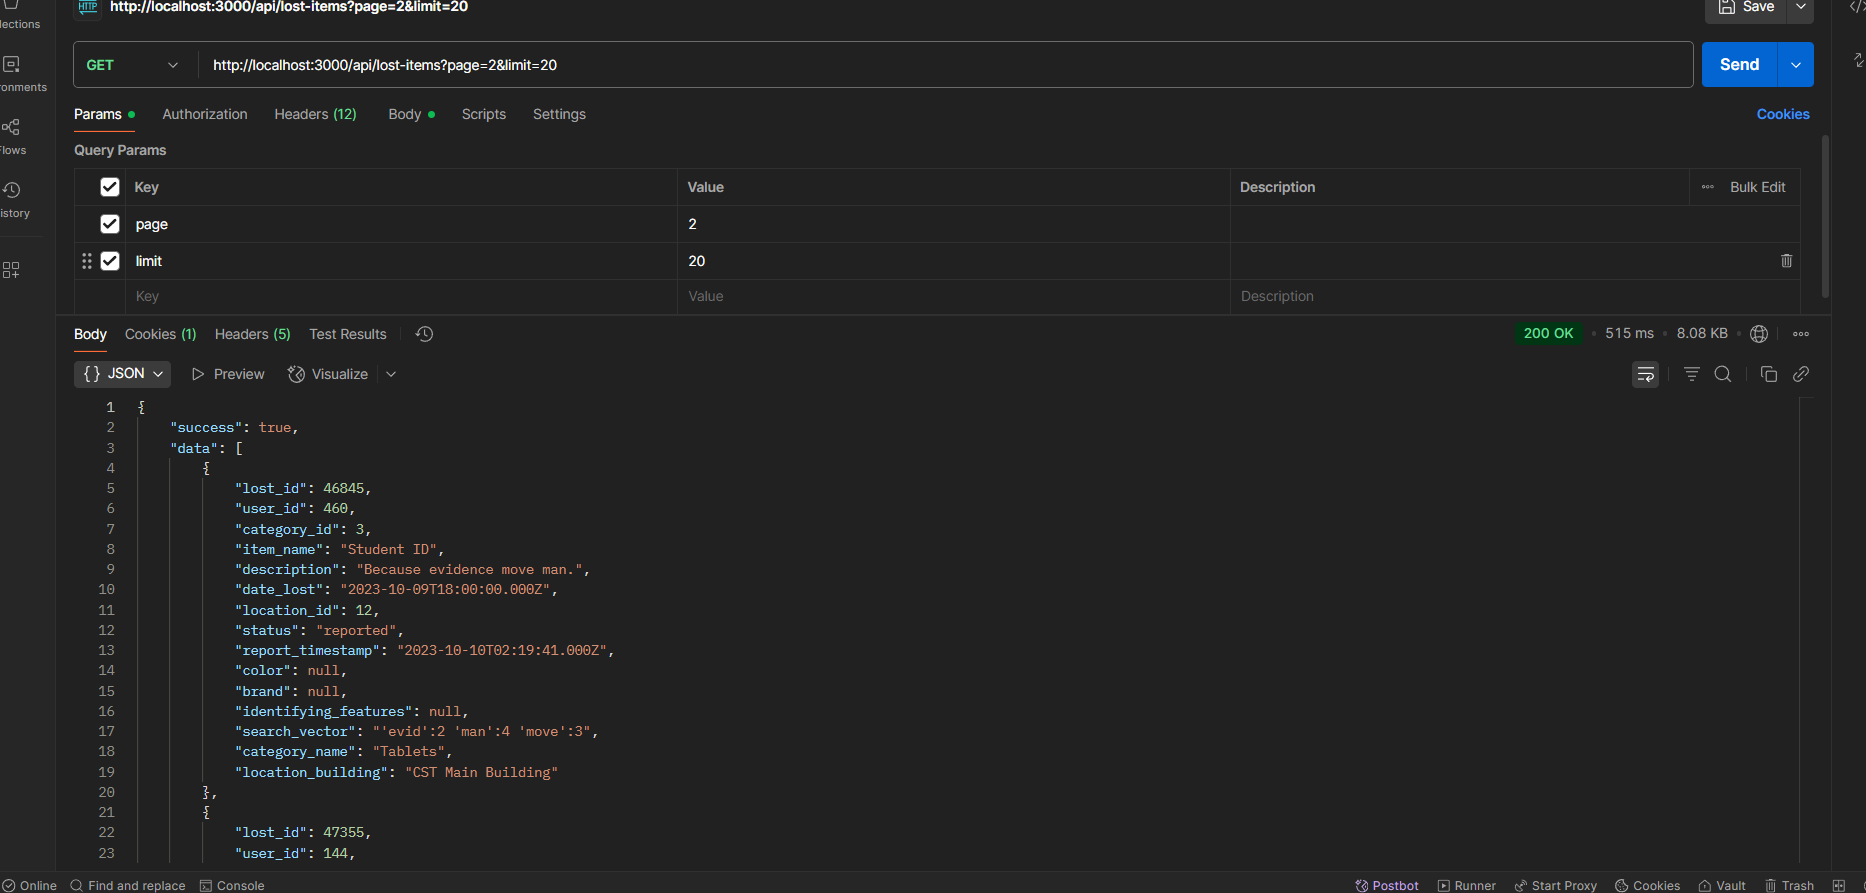 http://localhost:3000/api/lost-items?page=2&limit=20
Save
GET
http://localhost:3000/api/lost-items?page=2&limit=20
Send
Params
Authorization
Headers (12)
Body
Scripts
Settings
Cookies
Query Params
Key Value Description Bulk Edit
page 2
limit 20
Key Value Description
Body
Cookies (1)
Headers (5)
Test Results
200 OK
515 ms
8.08 KB
{} JSON
Preview
Visualize
1 {
2 "success": true,
3 "data": [
4 {
5 "lost_id": 46845,
6 "user_id": 460,
7 "category_id": 3,
8 "item_name": "Student ID",
9 "description": "Because evidence move man.",
10 "date_lost": "2023-10-09T18:00:00.000Z",
11 "location_id": 12,
12 "status": "reported",
13 "report_timestamp": "2023-10-10T02:19:41.000Z",
14 "color": null,
15 "brand": null,
16 "identifying_features": null,
17 "search_vector": "'evid':2 'man':4 'move':3",
18 "category_name": "Tablets",
19 "location_building": "CST Main Building"
20 },
21 {
22 "lost_id": 47355,
23 "user_id": 144,
lections
ronments
Flows
istory
Online
Find and replace
Console
Postbot
Runner
Start Proxy
Cookies
Vault
Trash